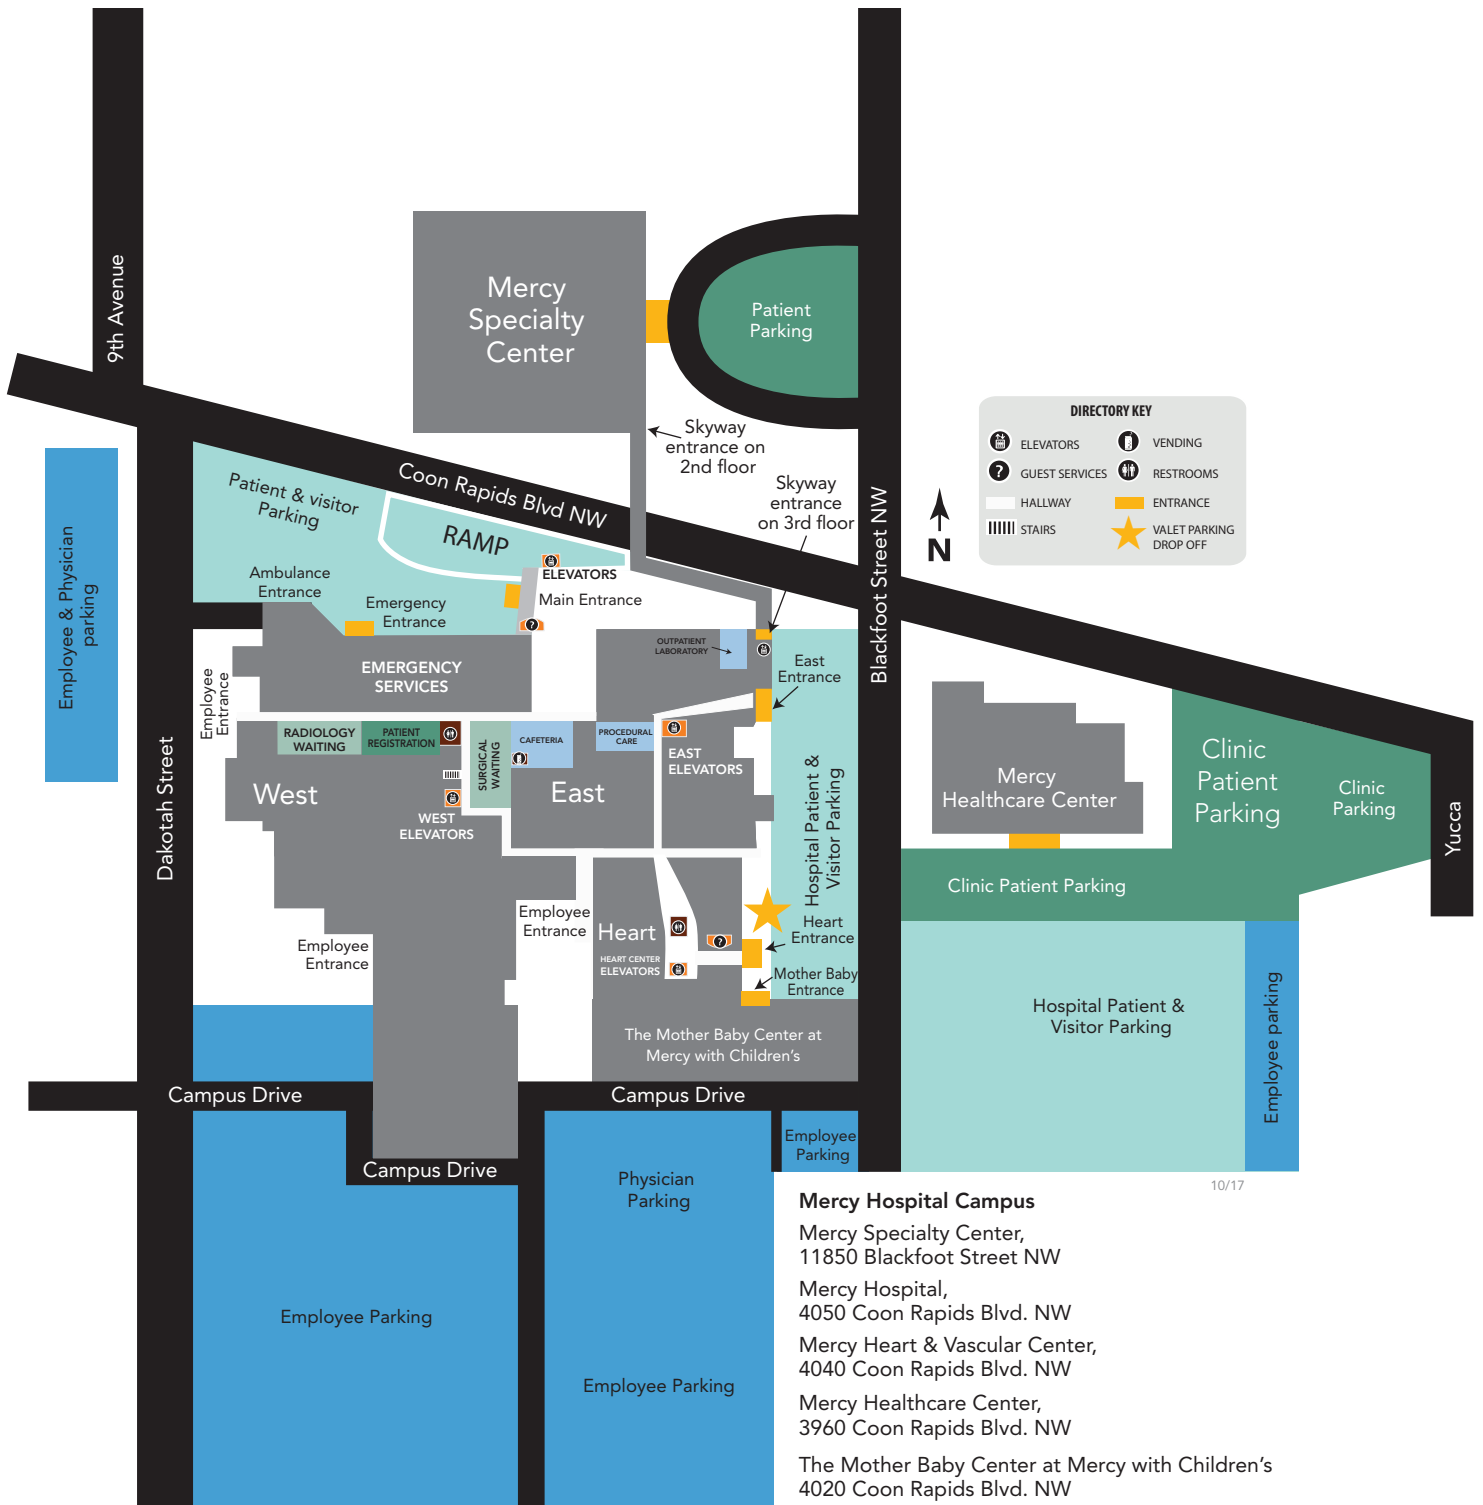 9th Avenue
Mercy
Specialty
Center
Patient
Parking
Skyway
entrance on
2nd floor
Skyway
entrance
on 3rd floor
DIRECTORY KEY
ELEVATORS
VENDING
?
GUEST SERVICES
RESTROOMS
HALLWAY
ENTRANCE
STAIRS
VALET PARKING
DROP OFF
N
Coon Rapids Blvd NW
Blackfoot Street NW
Patient & visitor
Parking
RAMP
ELEVATORS
Main Entrance
?
Ambulance
Entrance
Emergency
Entrance
Employee & Physician
parking
EMERGENCY
SERVICES
Employee
Entrance
OUTPATIENT
LABORATORY
East
Entrance
RADIOLOGY
WAITING
PATIENT
REGISTRATION
SURGICAL
WAITING
CAFETERIA
PROCEDURAL
CARE
EAST
ELEVATORS
West
East
WEST
ELEVATORS
Hospital Patient &
Visitor Parking
Dakotah Street
Mercy
Healthcare Center
Clinic
Patient
Parking
Clinic
Parking
Yucca
Clinic Patient Parking
Employee
Entrance
Employee
Entrance
Heart
HEART CENTER
ELEVATORS
?
Heart
Entrance
Mother Baby
Entrance
The Mother Baby Center at
Mercy with Children's
Hospital Patient &
Visitor Parking
Employee parking
Campus Drive
Campus Drive
Campus Drive
Employee
Parking
Physician
Parking
Employee Parking
Employee Parking
10/17
Mercy Hospital Campus
Mercy Specialty Center,
11850 Blackfoot Street NW
Mercy Hospital,
4050 Coon Rapids Blvd. NW
Mercy Heart & Vascular Center,
4040 Coon Rapids Blvd. NW
Mercy Healthcare Center,
3960 Coon Rapids Blvd. NW
The Mother Baby Center at Mercy with Children's
4020 Coon Rapids Blvd. NW